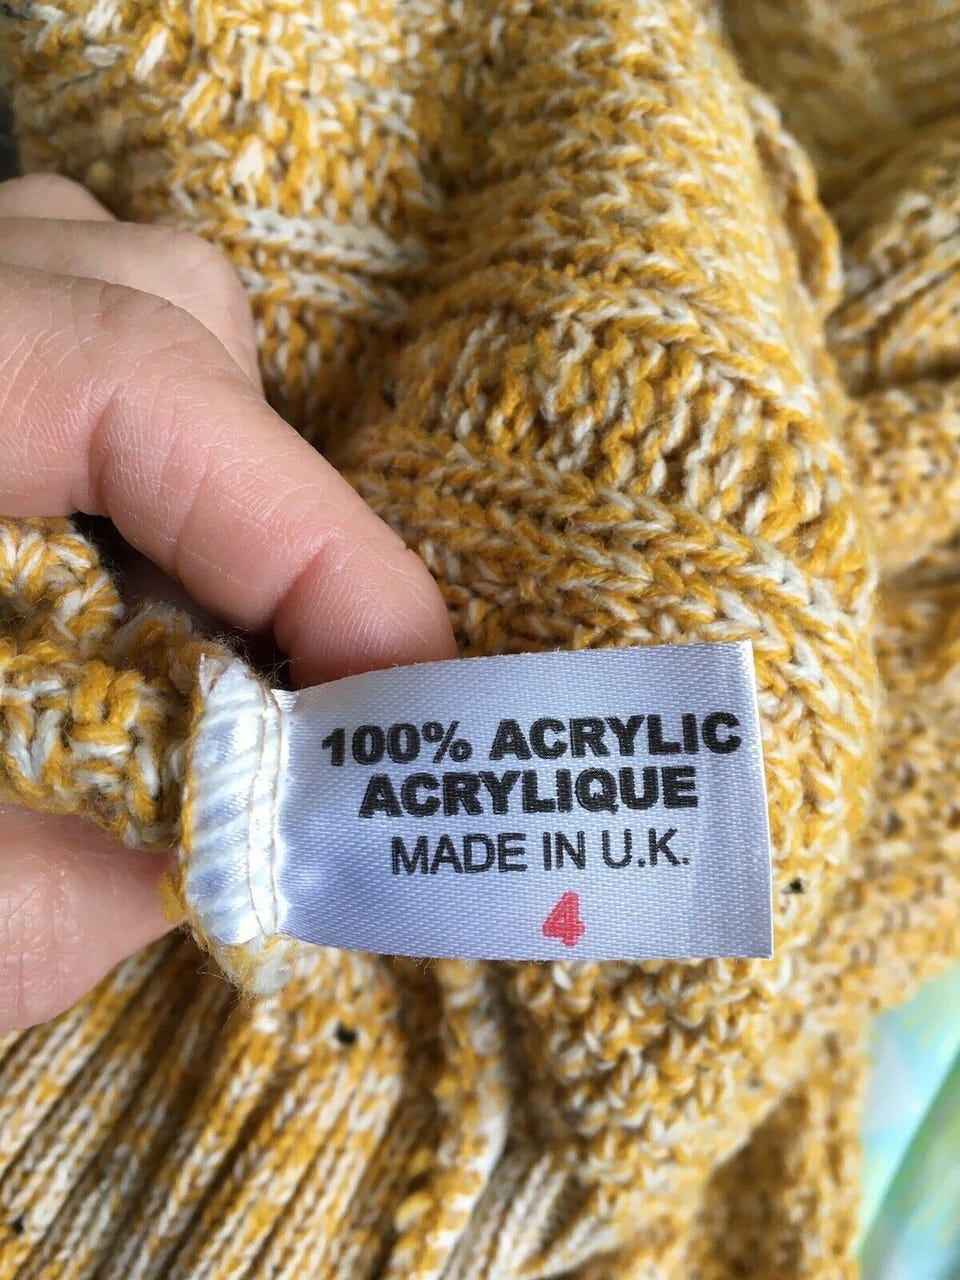 100% ACRYLIC
ACRYLIQUE
MADE IN U.K.
4